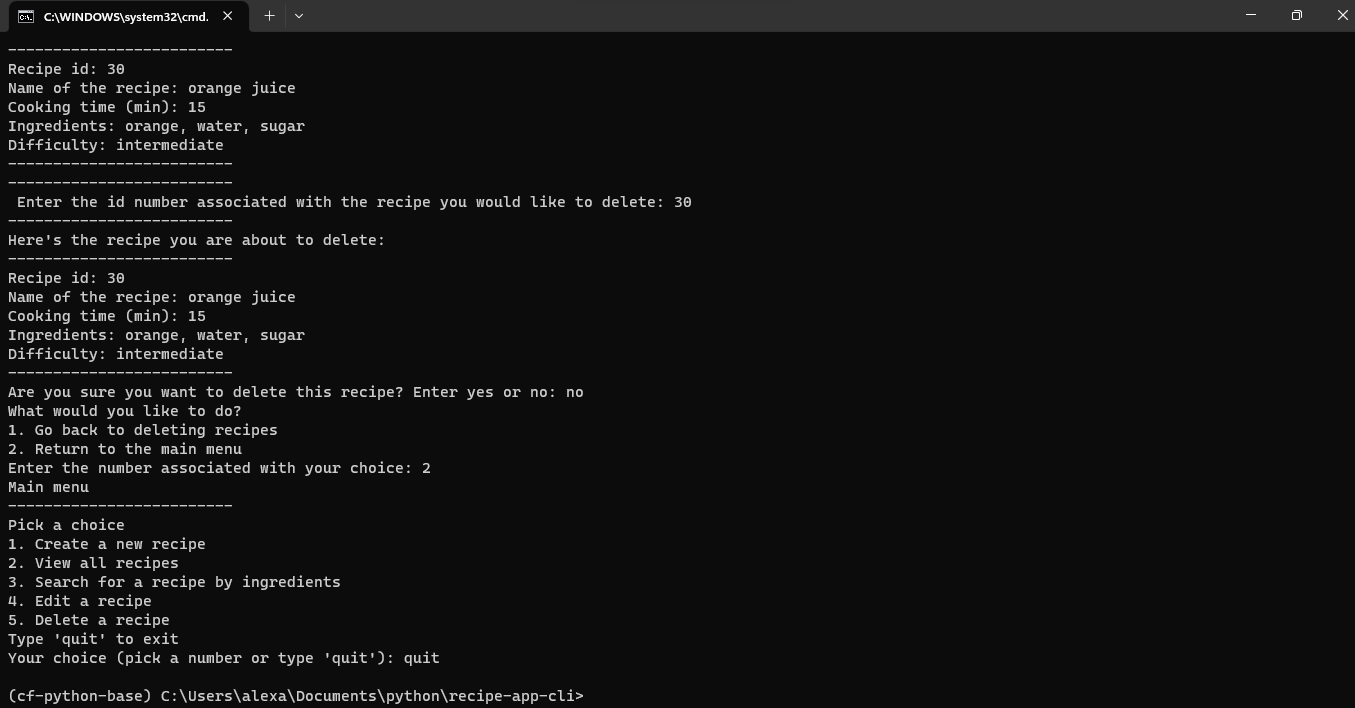 C:\WINDOWS\system32\cmd.
-------------------------
Recipe id: 30
Name of the recipe: orange juice
Cooking time (min): 15
Ingredients: orange, water, sugar
Difficulty: intermediate
-------------------------
-------------------------
 Enter the id number associated with the recipe you would like to delete: 30
-------------------------
Here's the recipe you are about to delete:
-------------------------
Recipe id: 30
Name of the recipe: orange juice
Cooking time (min): 15
Ingredients: orange, water, sugar
Difficulty: intermediate
-------------------------
Are you sure you want to delete this recipe? Enter yes or no: no
What would you like to do?
1. Go back to deleting recipes
2. Return to the main menu
Enter the number associated with your choice: 2
Main menu
-------------------------
Pick a choice
1. Create a new recipe
2. View all recipes
3. Search for a recipe by ingredients
4. Edit a recipe
5. Delete a recipe
Type 'quit' to exit
Your choice (pick a number or type 'quit'): quit
(cf-python-base) C:\Users\alexa\Documents\python\recipe-app-cli>